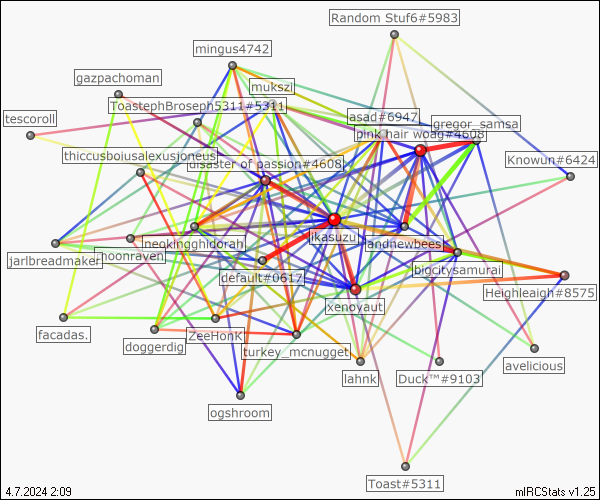 Random Stuf6#5983
mingus4742
gazpachoman
mukszi
ToastephBroseph5311#5311
tescoroll
asad#6947
gregor_samsa
pink hair woag#4608
thiccusboiusalexusjoneus
disaster of passion#4608
Knowun#6424
neokingghidorah
ikasuzu
landnewbees
jarlbreadmaker
noonraven
bigcitysamurai
default#0617
Heighleaigh#8575
xenoyaut
facadas.
doggerdig
ZeeHonK
turkey_mcnugget
avelicious
lahnk
Duck™#9103
ogshroom
Toast#5311
4.7.2024 2:09
mIRCStats v1.25